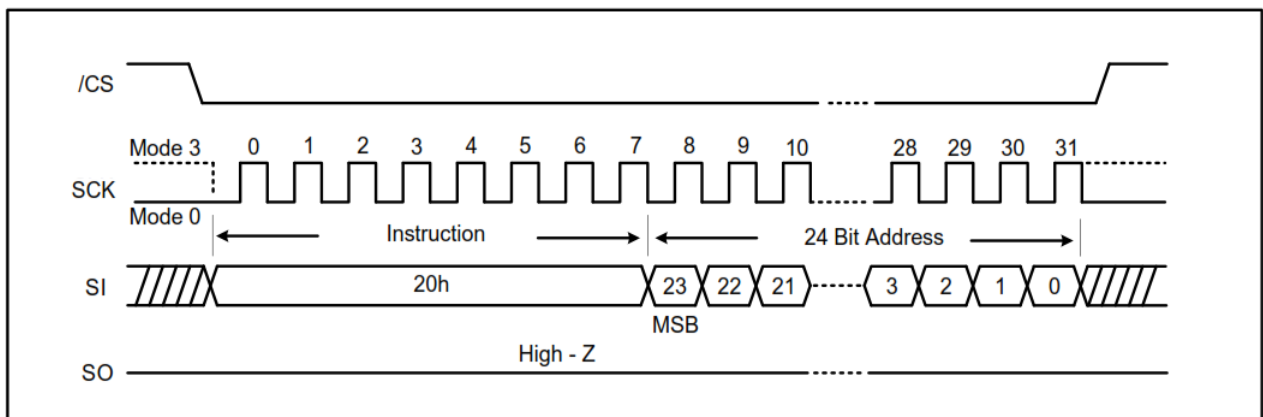 /CS
Mode 3 0 1 2 3 4 5 6 7 8 9 10 28 29 30 31
SCK
Mode 0
Instruction 24 Bit Address
SI 20h 23 22 21 3 2 1 0
MSB
High - Z
SO